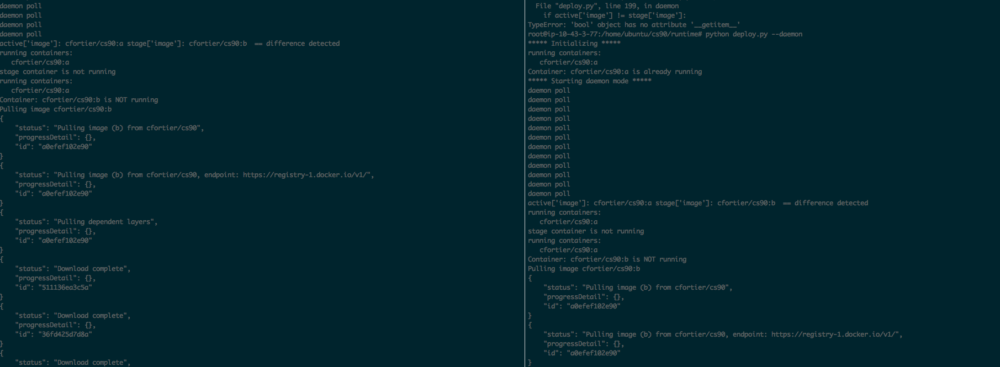 daemon poll
daemon poll
daemon poll
daemon poll
active['image']: cfortier/cs90:a stage['image']: cfortier/cs90:b  == difference detected
running containers:
   cfortier/cs90:a
stage container is not running
running containers:
   cfortier/cs90:a
Container: cfortier/cs90:b is NOT running
Pulling image cfortier/cs90:b
{
    "status": "Pulling image (b) from cfortier/cs90",
    "progressDetail": {},
    "id": "a0efef102e90"
}
{
    "status": "Pulling image (b) from cfortier/cs90, endpoint: https://registry-1.docker.io/v1/",
    "progressDetail": {},
    "id": "a0efef102e90"
}
{
    "status": "Pulling dependent layers",
    "progressDetail": {},
    "id": "a0efef102e90"
}
{
    "status": "Download complete",
    "progressDetail": {},
    "id": "511136ea3c5a"
}
{
    "status": "Download complete",
    "progressDetail": {},
    "id": "36fd425d7d8a"
}
{
    "status": "Download complete",
  File "deploy.py", line 199, in daemon
    if active['image'] != stage['image']:
TypeError: 'bool' object has no attribute '__getitem__'
root@ip-10-43-3-77:/home/ubuntu/cs90/runtime# python deploy.py --daemon
***** Initializing *****
running containers:
   cfortier/cs90:a
Container: cfortier/cs90:a is already running
***** Starting daemon mode *****
daemon poll
daemon poll
daemon poll
daemon poll
daemon poll
daemon poll
daemon poll
daemon poll
daemon poll
daemon poll
daemon poll
daemon poll
active['image']: cfortier/cs90:a stage['image']: cfortier/cs90:b  == difference detected
running containers:
   cfortier/cs90:a
stage container is not running
running containers:
   cfortier/cs90:a
Container: cfortier/cs90:b is NOT running
Pulling image cfortier/cs90:b
{
    "status": "Pulling image (b) from cfortier/cs90",
    "progressDetail": {},
    "id": "a0efef102e90"
}
{
    "status": "Pulling image (b) from cfortier/cs90, endpoint: https://registry-1.docker.io/v1/",
    "progressDetail": {},
    "id": "a0efef102e90"
}